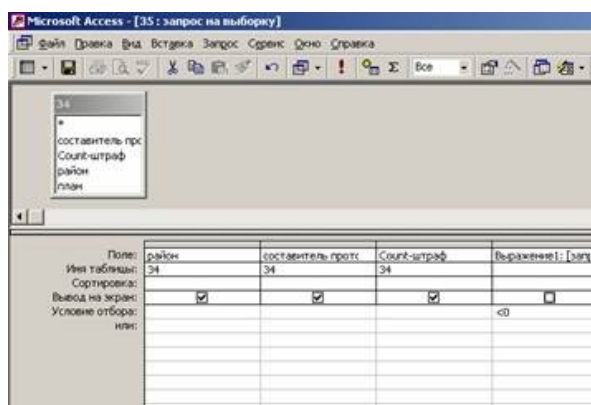 Microsoft Access - [35 : запрос на выборку]
Файл Правка Вид Вставка Запрос Сервис Окно Справка
Все
34
*
составитель прс
Count-штраф
район
план
Поле: район составитель протс Count-штраф Выражение1: [запр
Имя таблицы: 34 34 34
Сортировка:
Вывод на экран:
Условие отбора: <0
или: